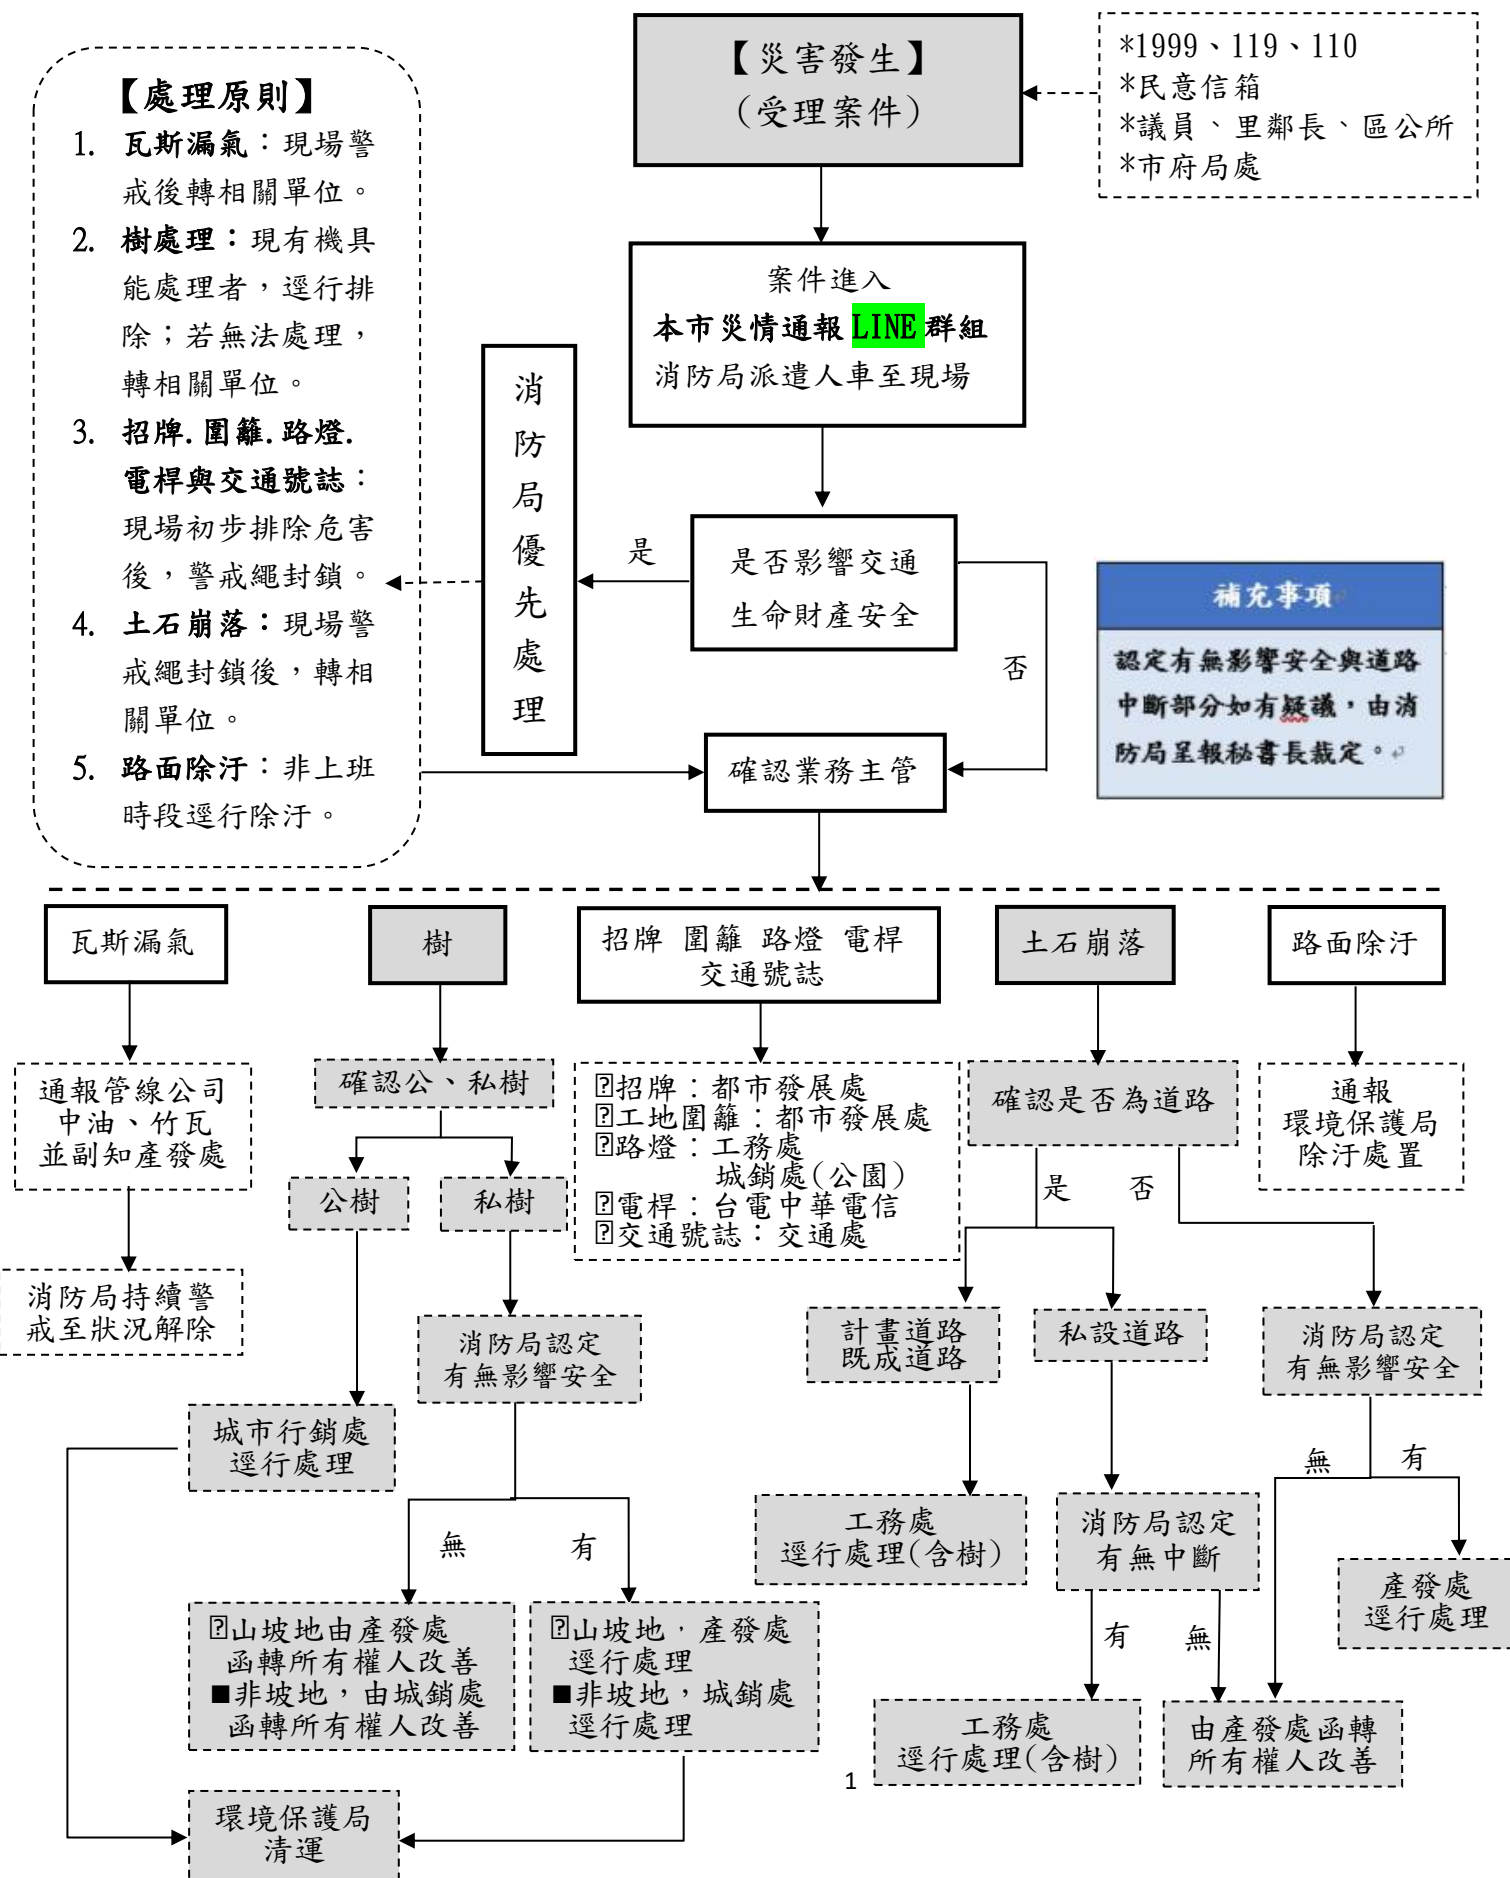 【災害發生】
(受理案件)
*1999、119、110
*民意信箱
*議員、里鄰長、區公所
*市府局處
【處理原則】
1. 瓦斯漏氣：現場警
戒後轉相關單位。
2. 樹處理：現有機具
能處理者，逕行排
除；若無法處理，
轉相關單位。
3. 招牌.圍籬.路燈.
電桿與交通號誌：
現場初步排除危害
後，警戒繩封鎖。
4. 土石崩落：現場警
戒繩封鎖後，轉相
關單位。
5. 路面除汙：非上班
時段逕行除汙。
案件進入
本市災情通報 LINE 群組
消防局派遣人車至現場
消防局優先處理
是
是否影響交通
生命財產安全
否
補充事項
認定有無影響安全與道路
中斷部分如有疑議，由消
防局呈報秘書長裁定。
確認業務主管
瓦斯漏氣
樹
招牌 圍籬 路燈 電桿
交通號誌
土石崩落
路面除汙
通報管線公司
中油、竹瓦
並副知產發處
確認公、私樹
⍰招牌：都市發展處
⍰工地圍籬：都市發展處
⍰路燈：工務處
城銷處(公園)
⍰電桿：台電中華電信
⍰交通號誌：交通處
確認是否為道路
通報
環境保護局
除汙處置
公樹
私樹
是
否
消防局持續警
戒至狀況解除
消防局認定
有無影響安全
計畫道路
既成道路
私設道路
消防局認定
有無影響安全
城市行銷處
逕行處理
無
有
無
有
工務處
逕行處理(含樹)
消防局認定
有無中斷
產發處
逕行處理
⍰山坡地由產發處
函轉所有權人改善
■非坡地，由城銷處
函轉所有權人改善
⍰山坡地，產發處
逕行處理
■非坡地，城銷處
逕行處理
有
無
工務處
逕行處理(含樹)
由產發處函轉
所有權人改善
1
環境保護局
清運